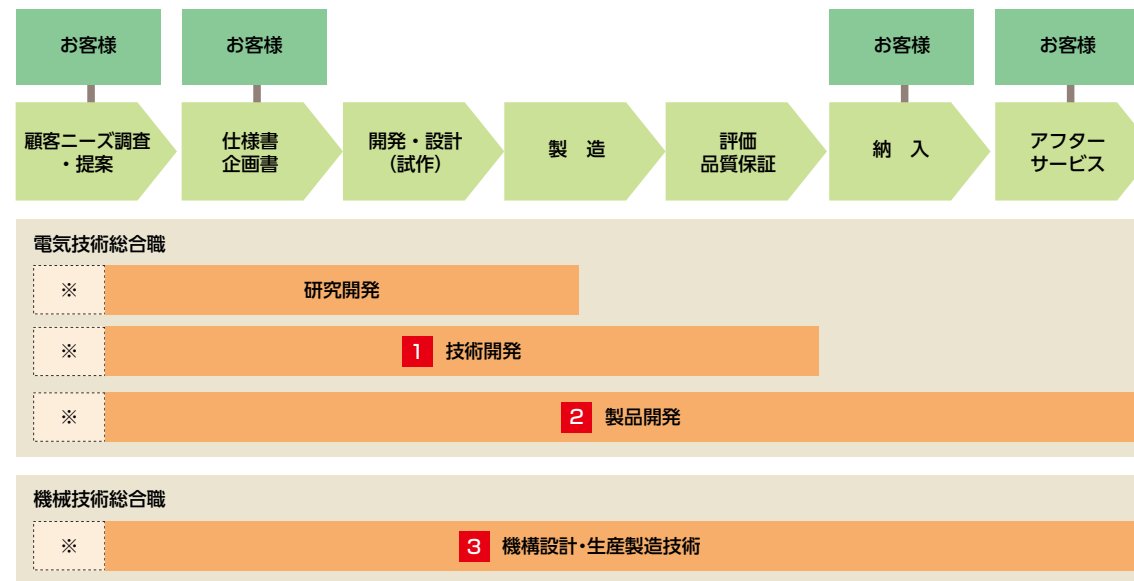 お客様
お客様
お客様
お客様
顧客ニーズ調査
・提案
仕様書
企画書
開発・設計
（試作）
製 造
評価
品質保証
納 入
アフター
サービス
電気技術総合職
※
研究開発
※
1 技術開発
※
2 製品開発
機械技術総合職
※
3 機構設計・生産製造技術